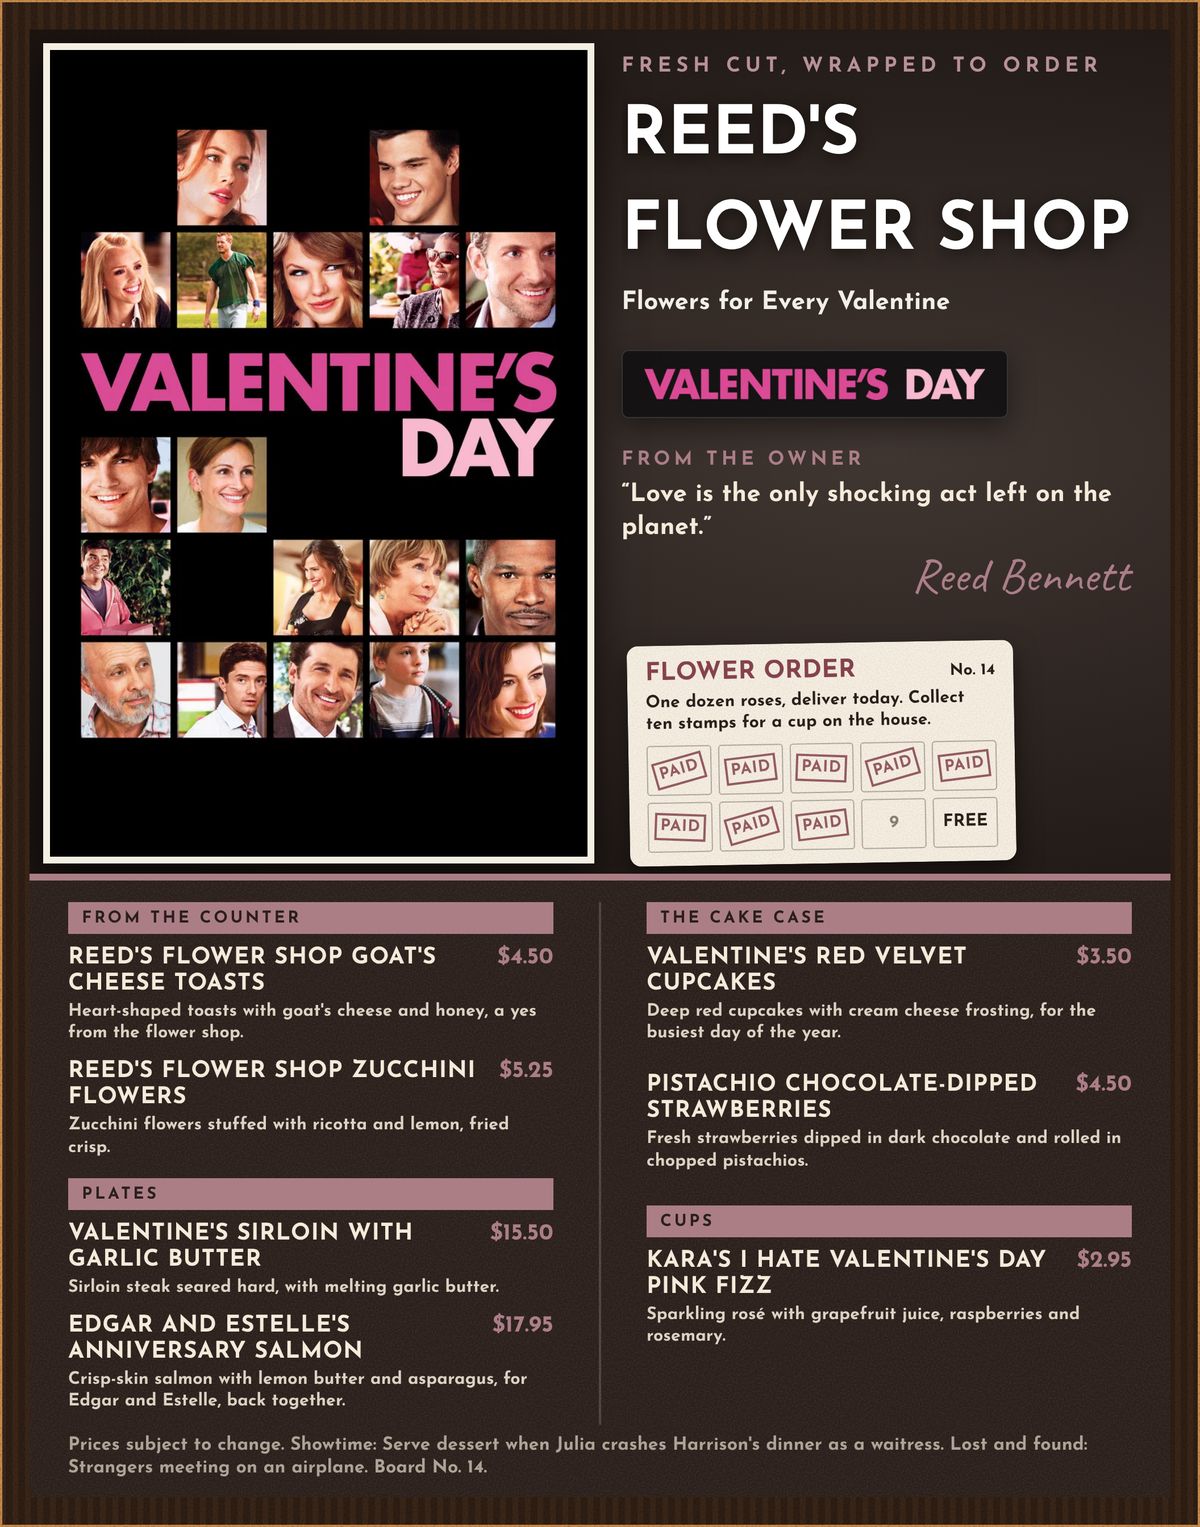 VALENTINE'S
DAY
FRESH CUT, WRAPPED TO ORDER
REED'S
FLOWER SHOP
Flowers for Every Valentine
VALENTINE'S DAY
FROM THE OWNER
“Love is the only shocking act left on the
planet.”
Reed Bennett
FLOWER ORDER No. 14
One dozen roses, deliver today. Collect
ten stamps for a cup on the house.
PAID PAID PAID PAID PAID
PAID PAID PAID 9 FREE
FROM THE COUNTER
REED'S FLOWER SHOP GOAT'S $4.50
CHEESE TOASTS
Heart-shaped toasts with goat's cheese and honey, a yes
from the flower shop.
REED'S FLOWER SHOP ZUCCHINI $5.25
FLOWERS
Zucchini flowers stuffed with ricotta and lemon, fried
crisp.
PLATES
VALENTINE'S SIRLOIN WITH $15.50
GARLIC BUTTER
Sirloin steak seared hard, with melting garlic butter.
EDGAR AND ESTELLE'S $17.95
ANNIVERSARY SALMON
Crisp-skin salmon with lemon butter and asparagus, for
Edgar and Estelle, back together.
THE CAKE CASE
VALENTINE'S RED VELVET $3.50
CUPCAKES
Deep red cupcakes with cream cheese frosting, for the
busiest day of the year.
PISTACHIO CHOCOLATE-DIPPED $4.50
STRAWBERRIES
Fresh strawberries dipped in dark chocolate and rolled in
chopped pistachios.
CUPS
KARA'S I HATE VALENTINE'S DAY $2.95
PINK FIZZ
Sparkling rosé with grapefruit juice, raspberries and
rosemary.
Prices subject to change. Showtime: Serve dessert when Julia crashes Harrison's dinner as a waitress. Lost and found:
Strangers meeting on an airplane. Board No. 14.